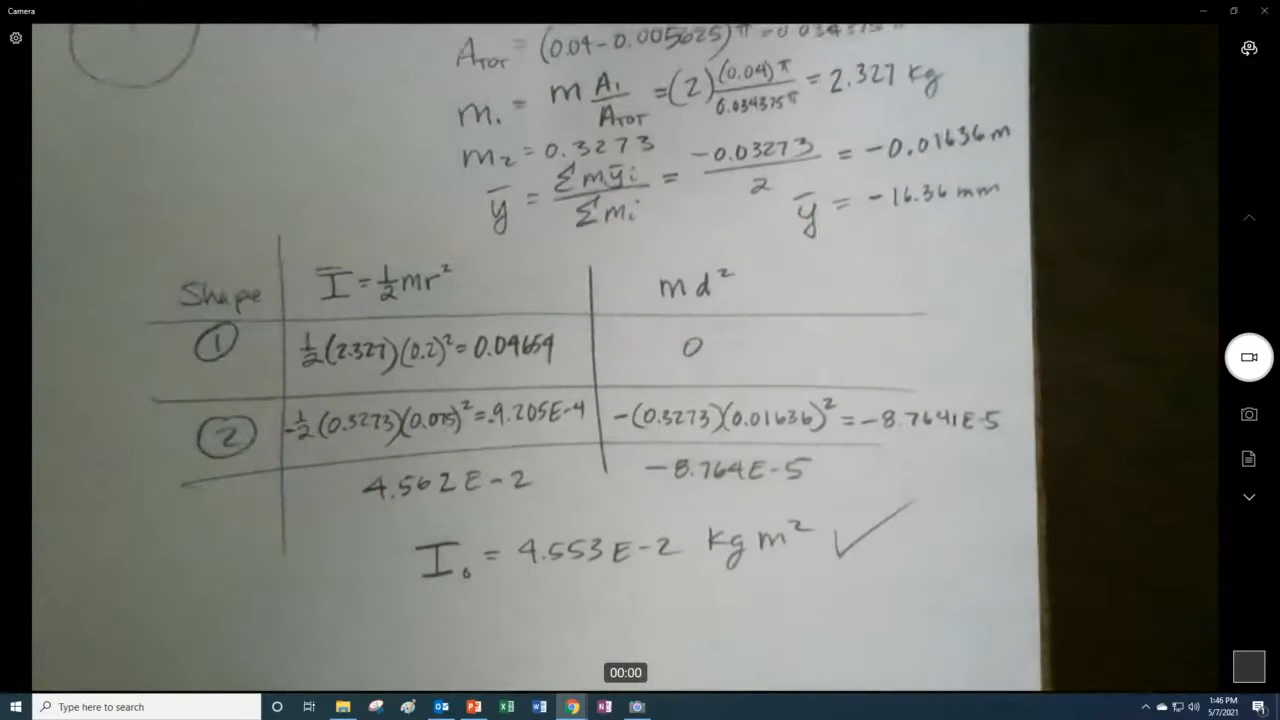 Camera
A_TOT = (0.04-0.005625)π = 0.034375π
m₁ = m A₁/A_TOT = (2) (0.04)π/0.034375π = 2.327 kg
m₂ = 0.3273
ȳ = Σmᵢȳᵢ/Σmᵢ = -0.03273/2 = -0.01636 m
ȳ = -16.36 mm
Shape Ī = ½mr² md²
① ½(2.327)(0.2)² = 0.04654 0
② -½(0.3273)(0.075)² = -9.205E-4 -(0.3273)(0.01636)² = -8.7641E-5
4.562E-2 -8.764E-5
I₀ = 4.553E-2 kg m² ✓
00:00
Type here to search
1:46 PM
5/7/2021